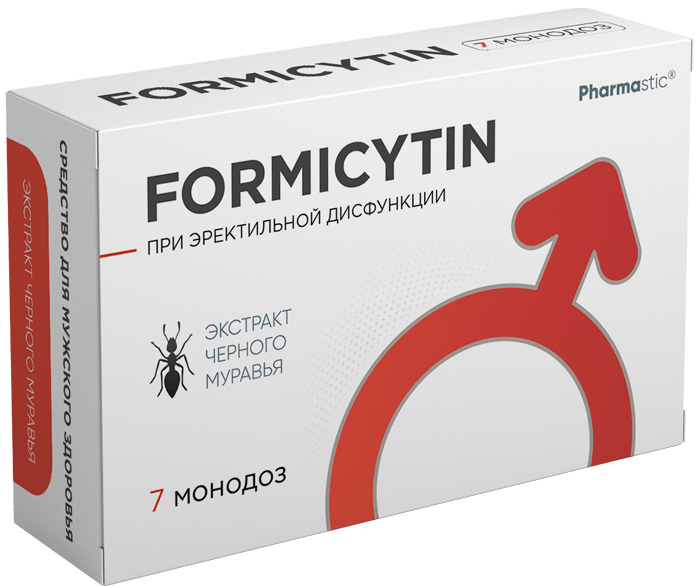 FORMICYTIN
7 МОНОДОЗ
Pharmastic®
FORMICYTIN
ПРИ ЭРЕКТИЛЬНОЙ ДИСФУНКЦИИ
ЭКСТРАКТ
ЧЕРНОГО
МУРАВЬЯ
7 МОНОДОЗ
СРЕДСТВО ДЛЯ МУЖСКОГО ЗДОРОВЬЯ
ЭКСТРАКТ ЧЕРНОГО МУРАВЬЯ